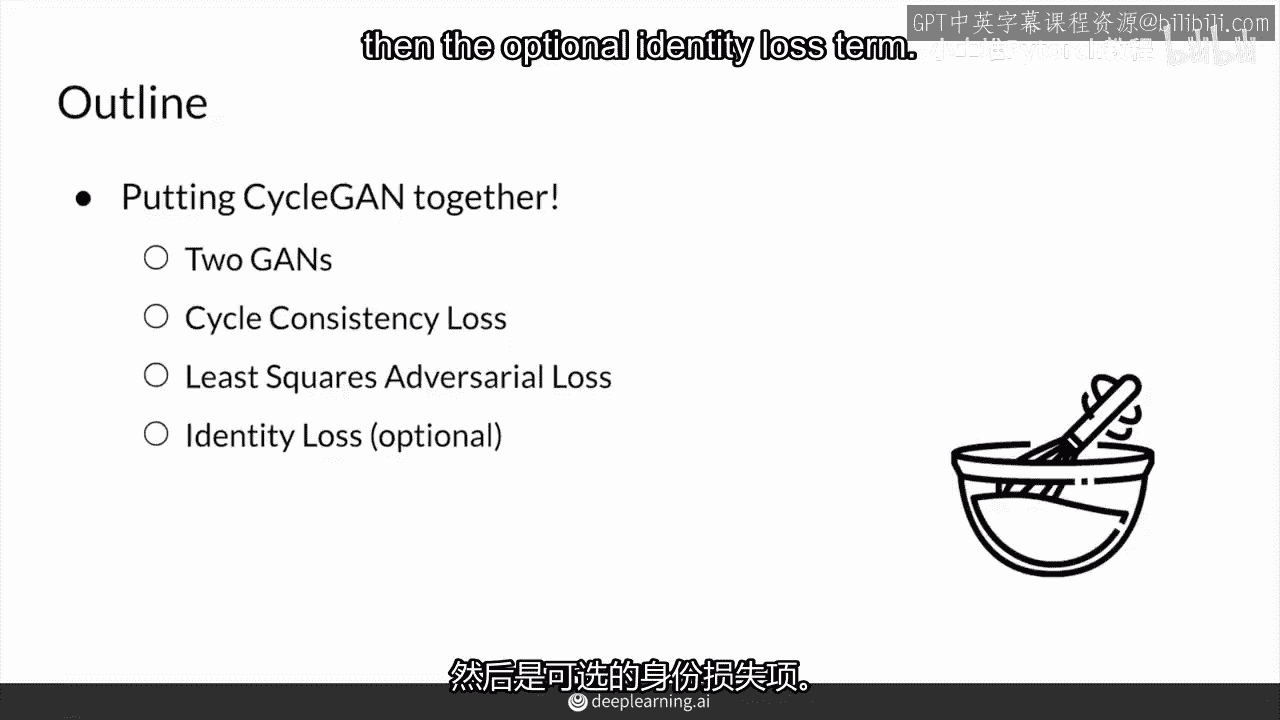 GPT中英字幕课程资源@bilibili.com
then the optional identity loss term.
bilibili
Outline
● Putting CycleGAN together!
○ Two GANs
○ Cycle Consistency Loss
○ Least Squares Adversarial Loss
○ Identity Loss (optional)
然后是可选的身份损失项。
deeplearning.ai